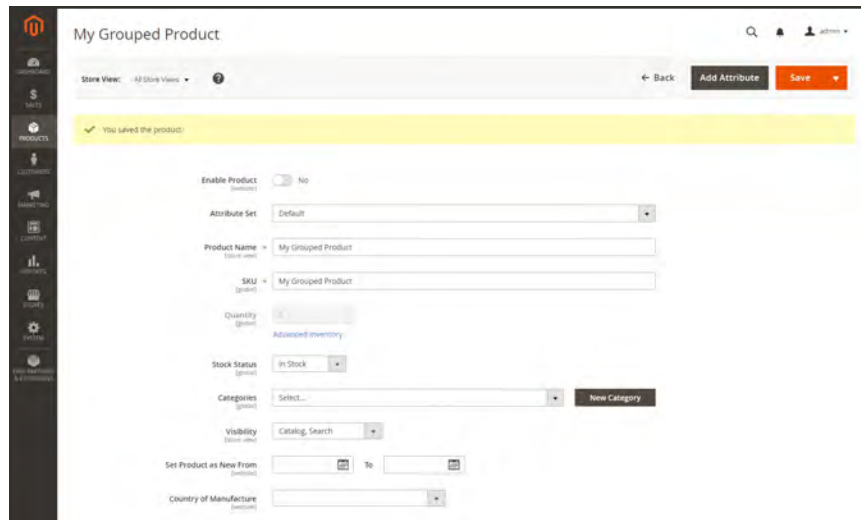 My Grouped Product
admin
Store View: All Store Views
← Back
Add Attribute
Save
DASHBOARD
SALES
PRODUCTS
CUSTOMERS
MARKETING
CONTENT
REPORTS
STORES
SYSTEM
FIND PARTNERS
& EXTENSIONS
You saved the product.
Enable Product
[website]
No
Attribute Set
Default
Product Name *
[store view]
My Grouped Product
SKU *
[global]
My Grouped Product
Quantity
[global]
Advanced Inventory
Stock Status
[global]
In Stock
Categories
[global]
Select...
New Category
Visibility
[store view]
Catalog, Search
Set Product as New From
[website]
To
Country of Manufacture
[website]